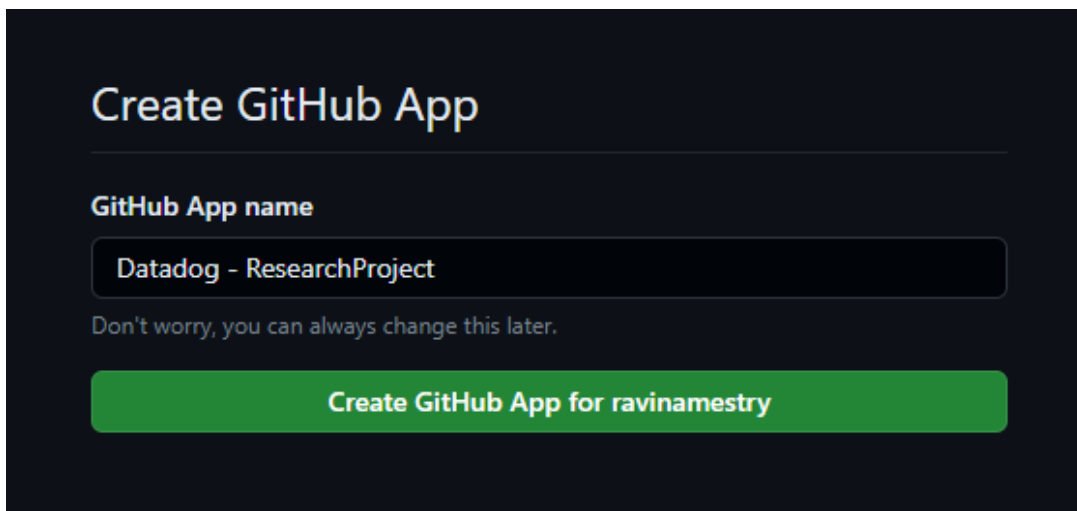 Create GitHub App
GitHub App name
Datadog - ResearchProject
Don't worry, you can always change this later.
Create GitHub App for ravinamestry